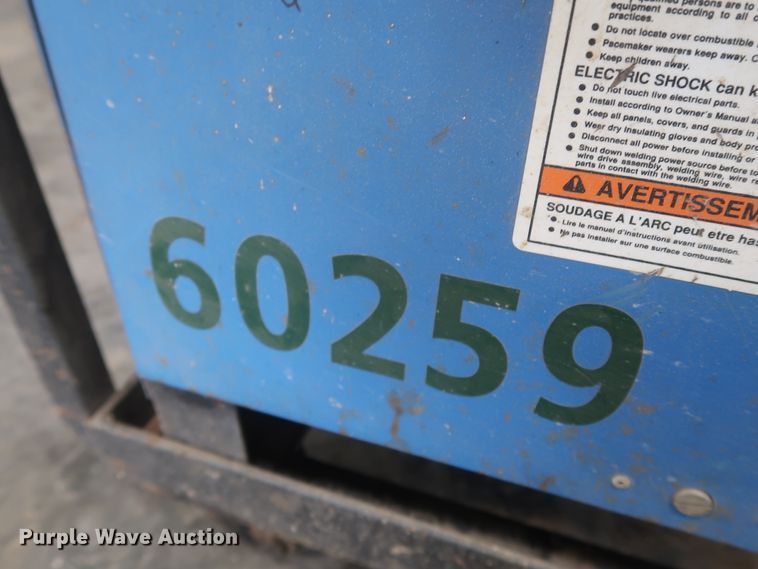 qualified persons are to
equipment according to all
practices.
• Do not locate over combustible
• Pacemaker wearers keep away.
• Keep children away.
ELECTRIC SHOCK can
• Do not touch live electrical parts.
• Install according to Owner's Manual
• Keep all panels, covers, and guards in
• Wear dry insulating gloves and body
• Disconnect all power before installing or
• Shut down welding power source before
wire drive assembly, welding wire, wire
parts in contact with the welding wire.
AVERTISSEM
SOUDAGE A L'ARC peut etre
• Lire le manuel d'instructions avant utilisation.
• Ne pas installer sur une surface combustible.
60259
Purple Wave Auction